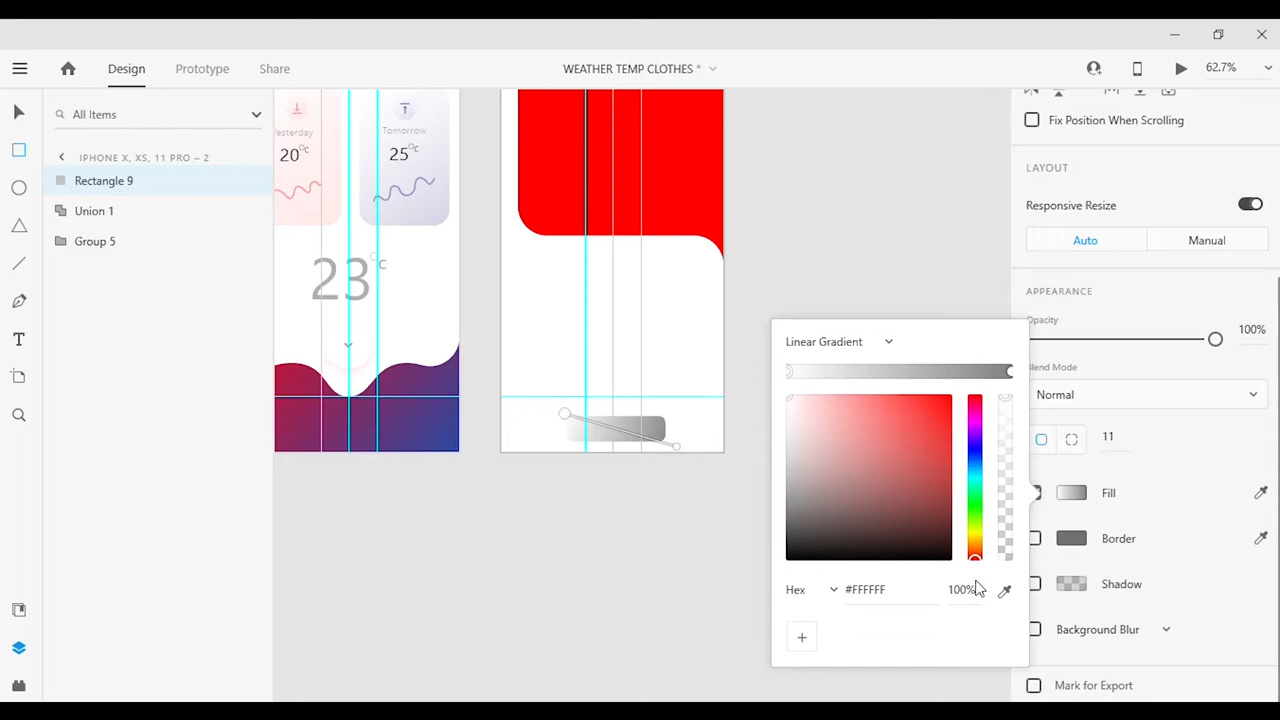 Design
Prototype
Share
WEATHER TEMP CLOTHES *
62.7%
All Items
IPHONE X, XS, 11 PRO – 2
Rectangle 9
Union 1
Group 5
esterday
20°c
Tomorrow
25°c
23°c
Fix Position When Scrolling
LAYOUT
Responsive Resize
Auto
Manual
APPEARANCE
Opacity
100%
Blend Mode
Normal
11
Fill
Border
Shadow
Background Blur
Mark for Export
Linear Gradient
Hex
#FFFFFF
100%
+